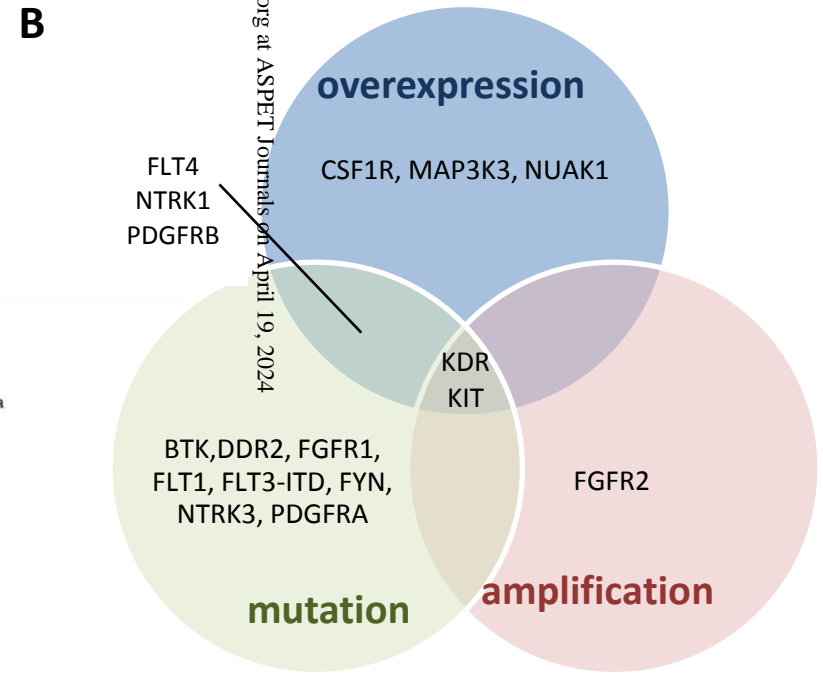 B
org at ASPET Journals on April 19, 2024
overexpression
CSF1R, MAP3K3, NUAK1
FLT4
NTRK1
PDGFRB
KDR
KIT
BTK,DDR2, FGFR1,
FLT1, FLT3-ITD, FYN,
NTRK3, PDGFRA
FGFR2
amplification
mutation
a